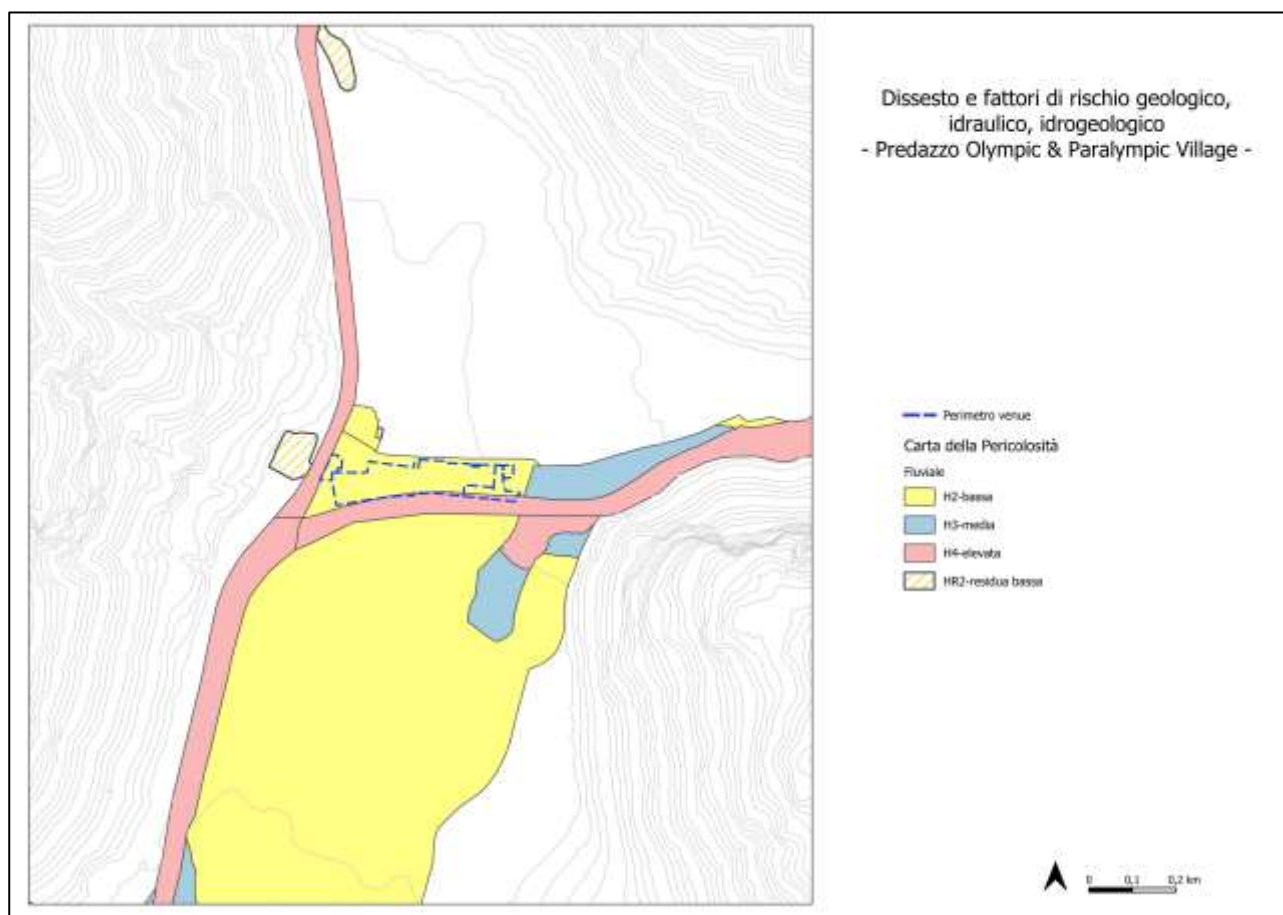 Dissesto e fattori di rischio geologico,
idraulico, idrogeologico
- Predazzo Olympic & Paralympic Village -
Perimetro venue
Carta della Pericolosità
Fluviale
H2-bassa
H3-media
H4-elevata
HR2-residua bassa
0 0,1 0,2 km